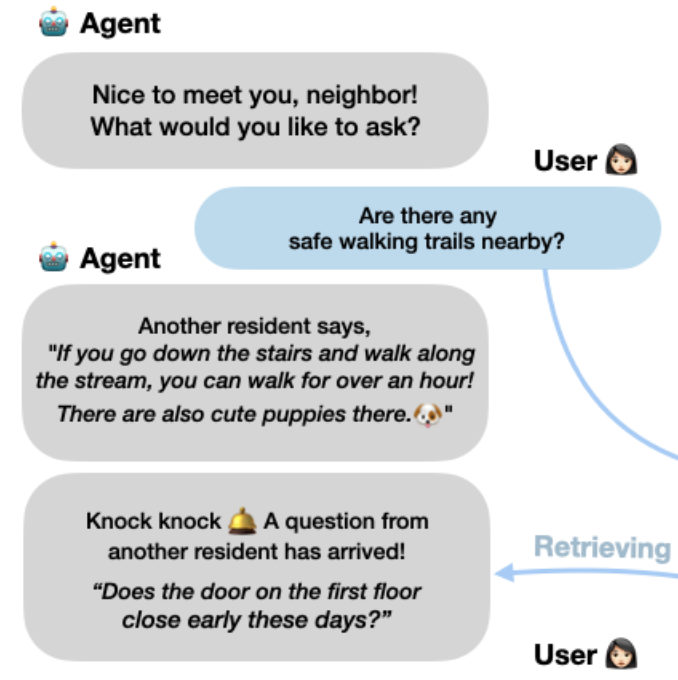 🤖 Agent
Nice to meet you, neighbor!
What would you like to ask?
User 👩🏻
Are there any
safe walking trails nearby?
🤖 Agent
Another resident says,
"If you go down the stairs and walk along
the stream, you can walk for over an hour!
There are also cute puppies there.🐶"
Knock knock 🛎️ A question from
another resident has arrived!
“Does the door on the first floor
close early these days?”
Retrieving
User 👩🏻